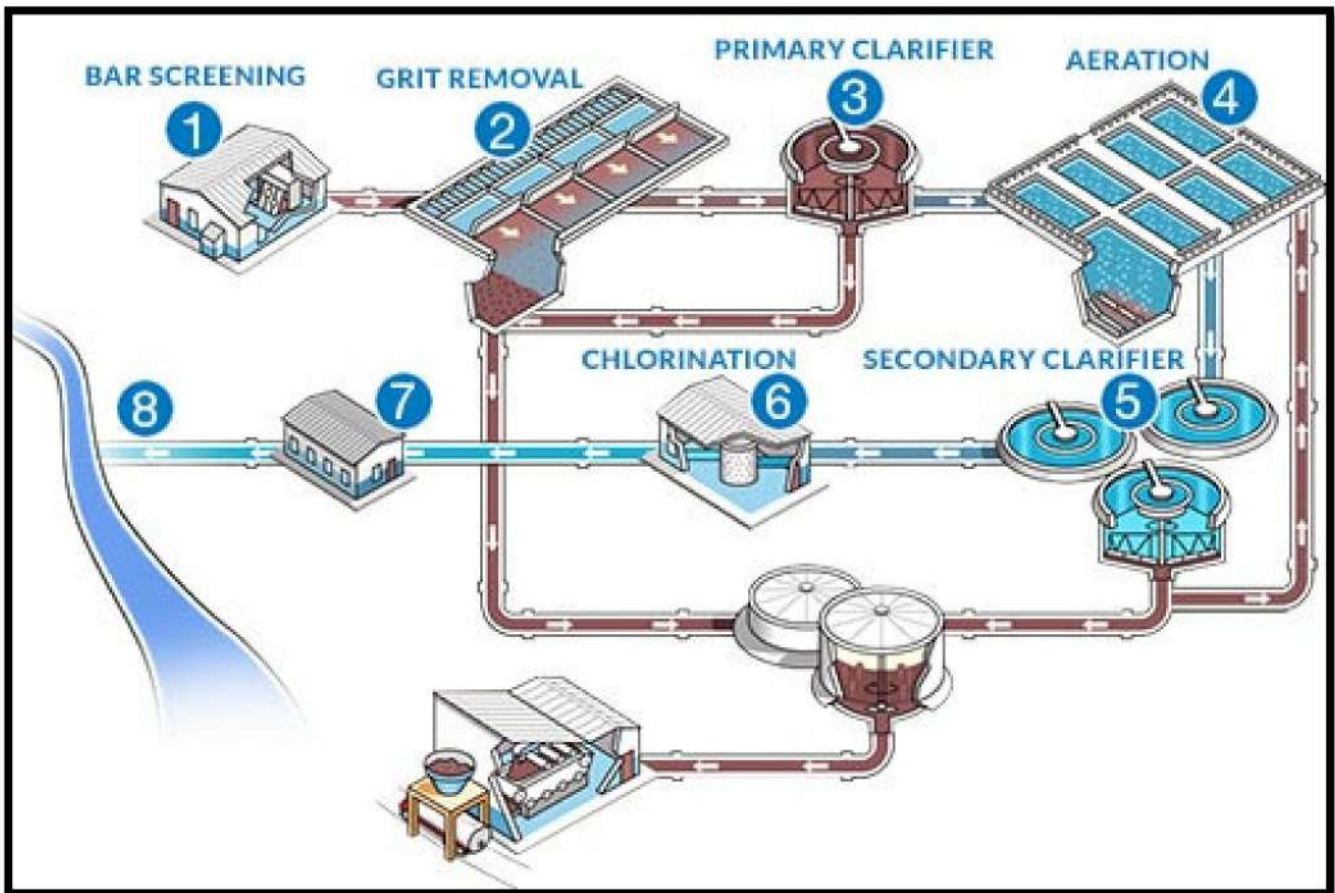 BAR SCREENING
1
GRIT REMOVAL
2
PRIMARY CLARIFIER
3
AERATION
4
CHLORINATION
6
SECONDARY CLARIFIER
5
7
8